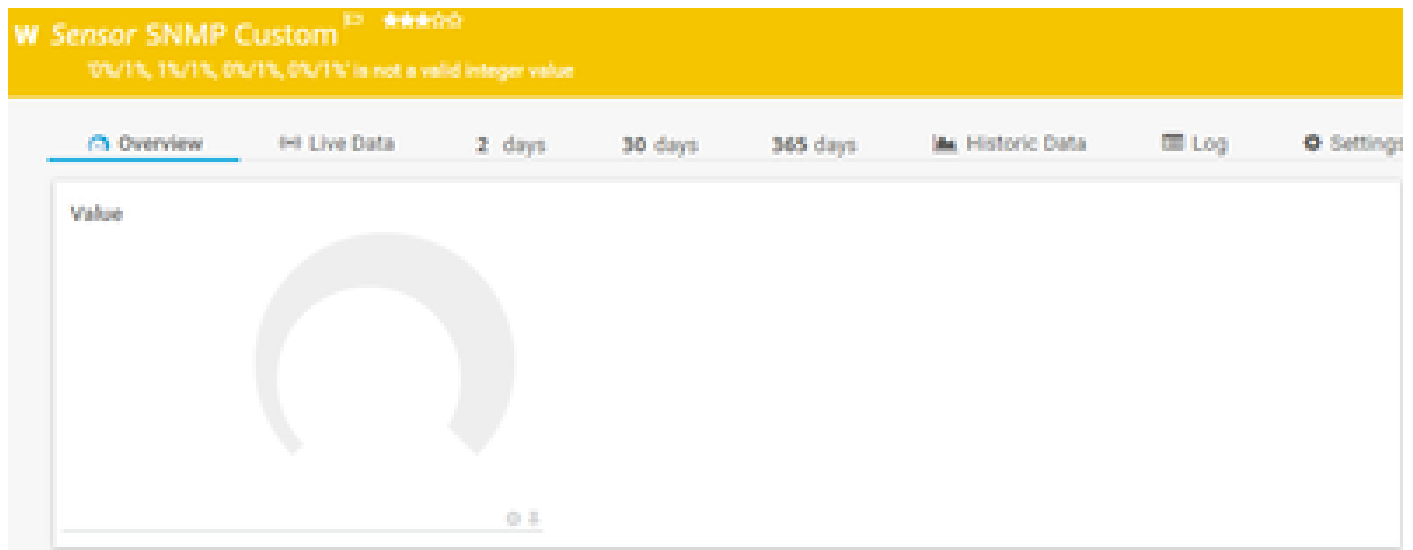 W Sensor SNMP Custom
'0%/1%, 1%/1%, 0%/1%, 0%/1%' is not a valid integer value
Overview Live Data 2 days 30 days 365 days Historic Data Log Settings
Value